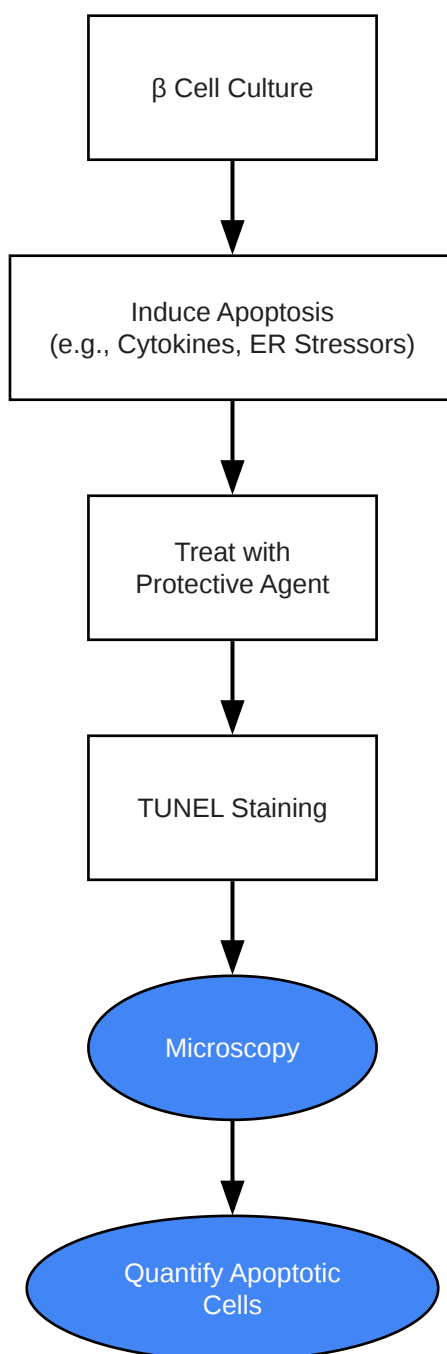 β Cell Culture
Induce Apoptosis
(e.g., Cytokines, ER Stressors)
Treat with
Protective Agent
TUNEL Staining
Microscopy
Quantify Apoptotic
Cells